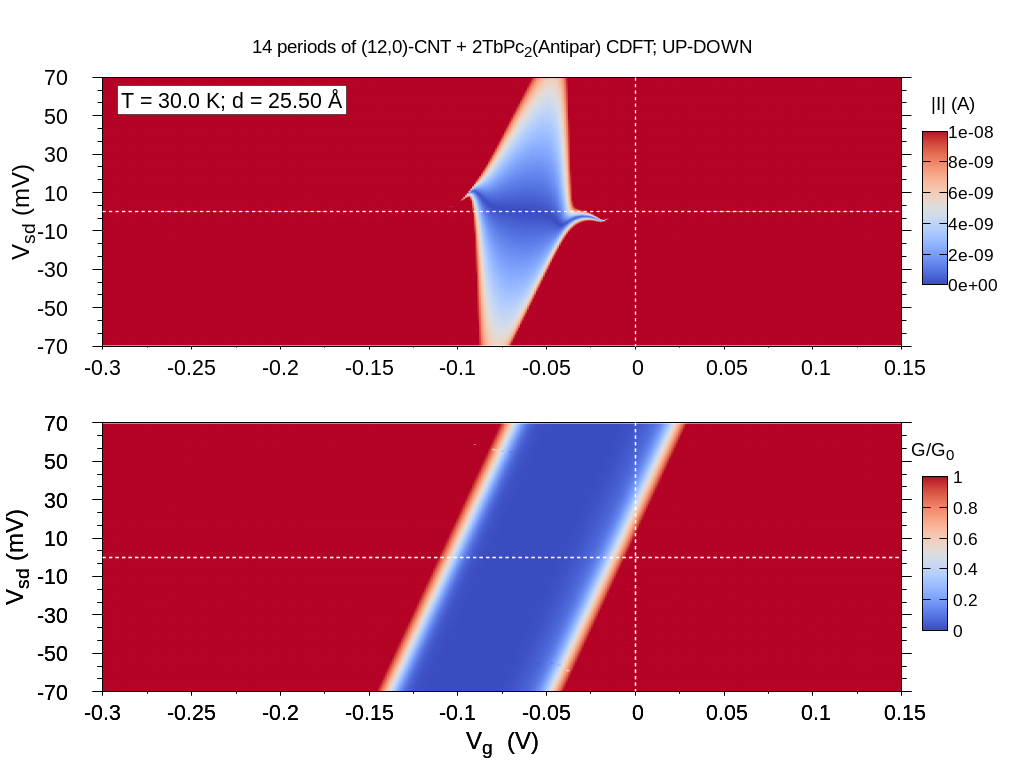 14 periods of (12,0)-CNT + 2TbPc2(Antipar) CDFT; UP-DOWN
T = 30.0 K; d = 25.50 Å
70
50
30
10
-10
-30
-50
-70
Vsd (mV)
-0.3 -0.25 -0.2 -0.15 -0.1 -0.05 0 0.05 0.1 0.15
|I| (A)
1e-08
8e-09
6e-09
4e-09
2e-09
0e+00
70
50
30
10
-10
-30
-50
-70
Vsd (mV)
-0.3 -0.25 -0.2 -0.15 -0.1 -0.05 0 0.05 0.1 0.15
Vg (V)
G/G0
1
0.8
0.6
0.4
0.2
0